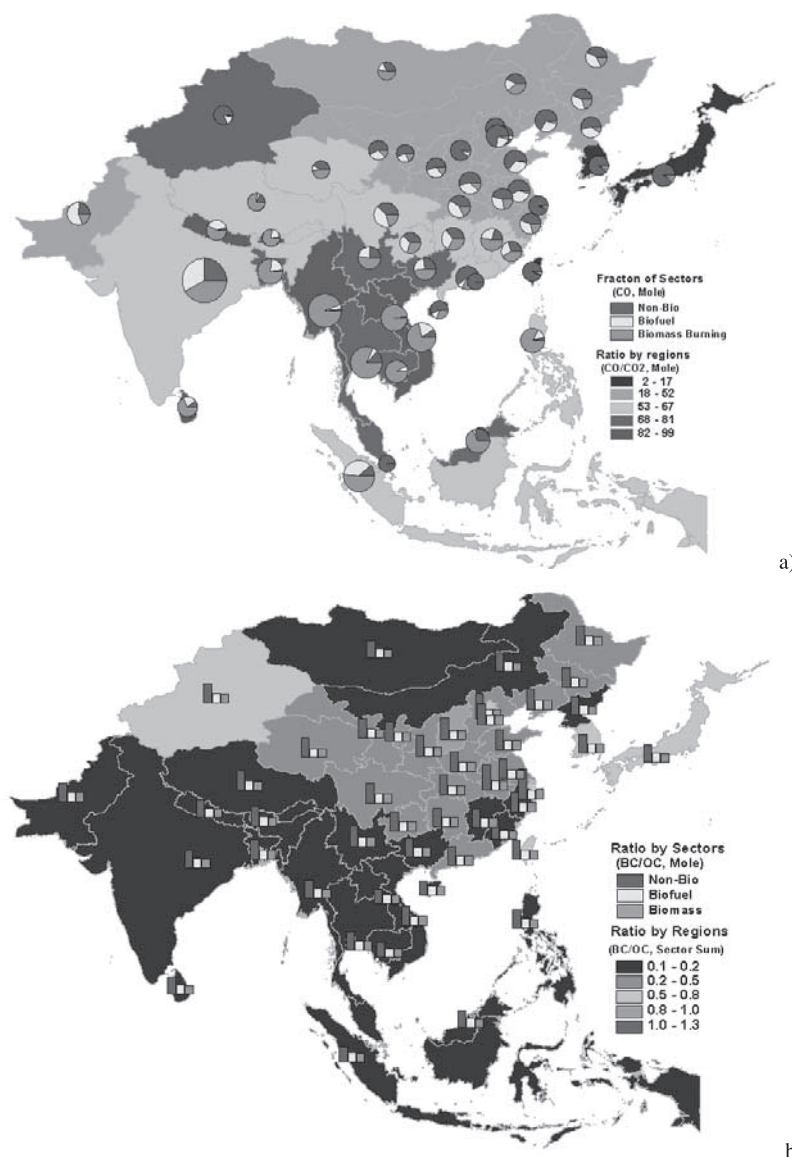 Fracton of Sectors
(CO, Mole)
Non-Bio
Biofuel
Biomass Burning
Ratio by regions
(CO/CO2, Mole)
2 - 17
18 - 52
53 - 67
68 - 81
82 - 99
a)
Ratio by Sectors
(BC/OC, Mole)
Non-Bio
Biofuel
Biomass
Ratio by Regions
(BC/OC, Sector Sum)
0.1 - 0.2
0.2 - 0.5
0.5 - 0.8
0.8 - 1.0
1.0 - 1.3
b